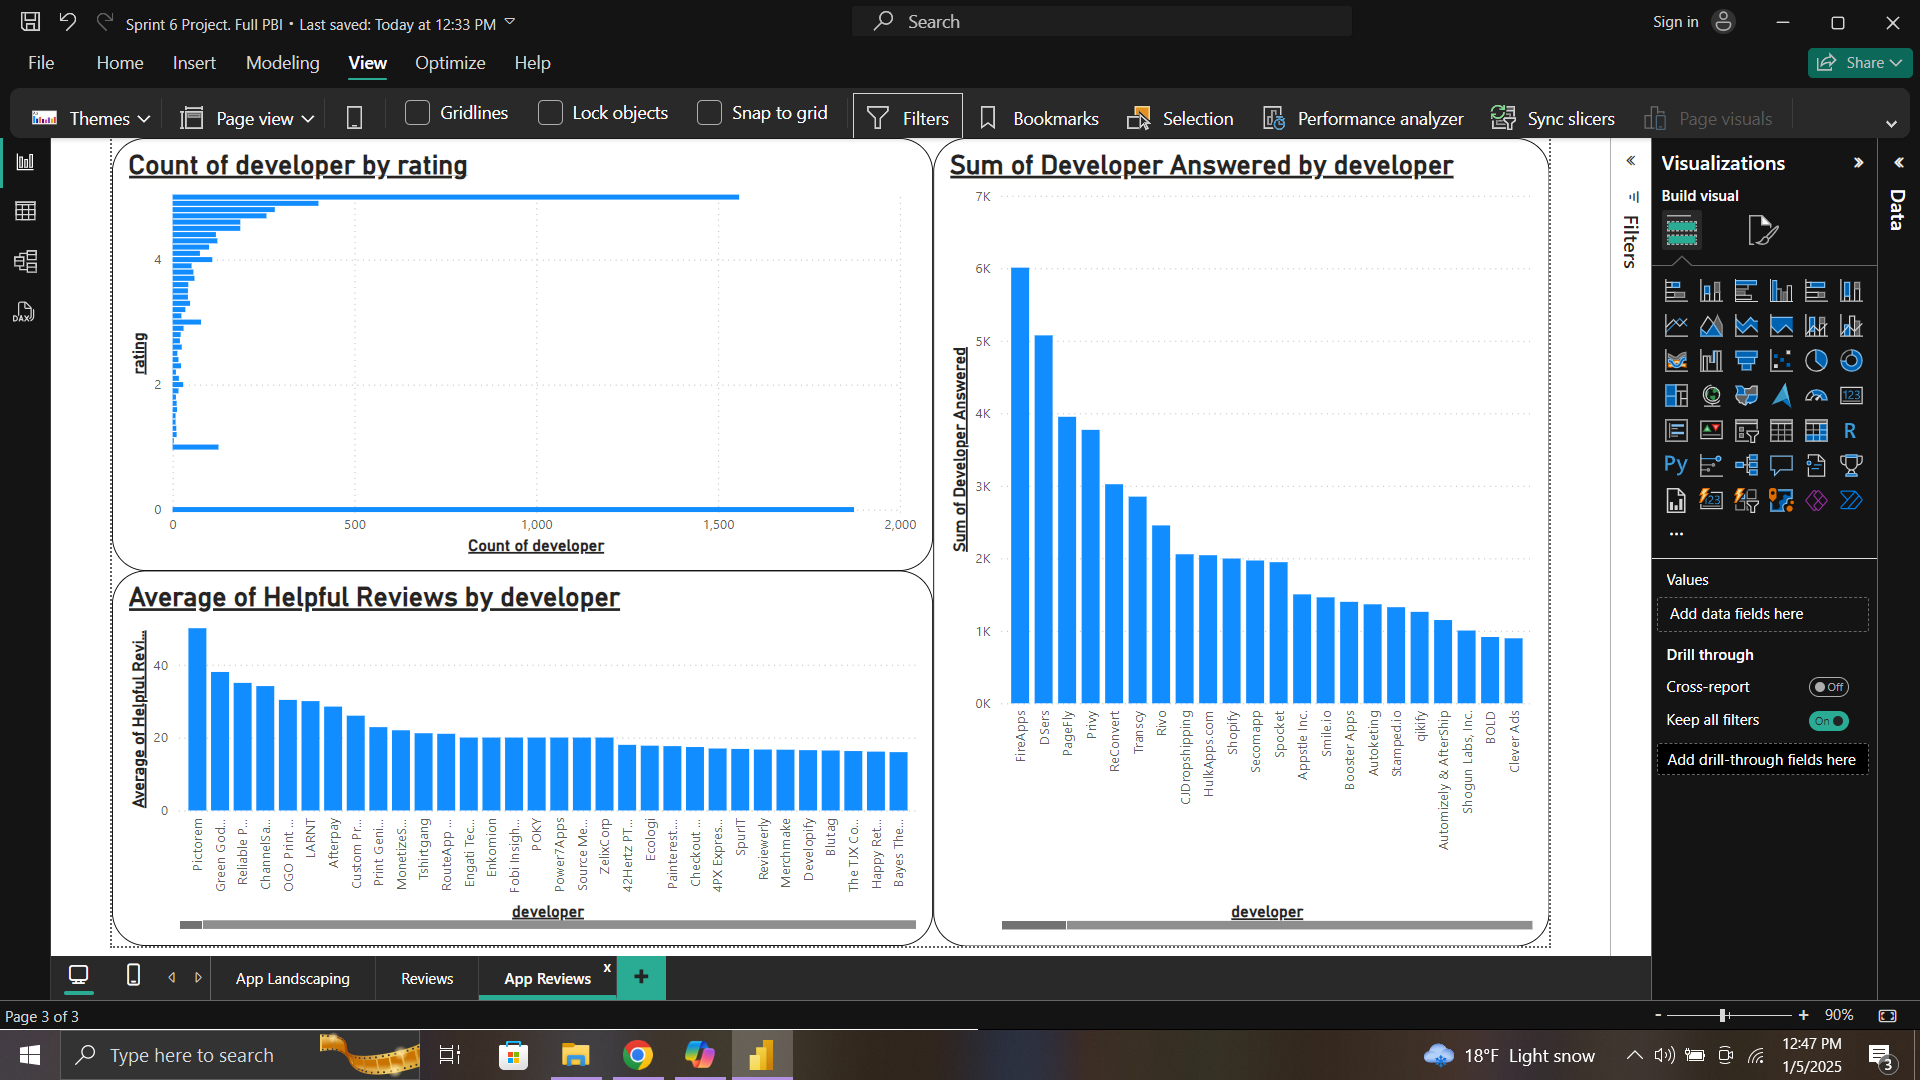 Sprint 6 Project. Full PBI • Last saved: Today at 12:33 PM
Search
Sign in
File
Home
Insert
Modeling
View
Optimize
Help
Share
Themes
Page view
Gridlines
Lock objects
Snap to grid
Filters
Bookmarks
Selection
Performance analyzer
Sync slicers
Page visuals
Count of developer by rating
rating
4
2
0
0
500
1,000
1,500
2,000
Count of developer
Average of Helpful Reviews by developer
Average of Helpful Revi...
40
20
0
Pictorem
Green God...
Reliable P...
ChannelSa...
OGO Print ...
LARNT
Afterpay
Custom Pr...
Print Geni...
MonetizeS...
Tshirtgang
RouteApp ...
Engati Tec...
Enkomion
Fobi Insigh...
POKY
Power7Apps
Source Me...
ZelixCorp
42Hertz PT...
Ecologi
Painterest...
Checkout ...
4PX Expres...
SpurIT
Reviewerly
Merchmake
Developify
Blutag
The TJX Co...
Happy Ret...
Bayes The...
developer
Sum of Developer Answered by developer
Sum of Developer Answered
7K
6K
5K
4K
3K
2K
1K
0K
FireApps
DSers
PageFly
Privy
ReConvert
Transcy
Rivo
CJDropshipping
HulkApps.com
Shopify
Secomapp
Spocket
Appstle Inc.
Smile.io
Booster Apps
Autoketing
Stamped.io
qikify
Automizely & AfterShip
Shogun Labs, Inc.
BOLD
Clever Ads
developer
Filters
Visualizations
Build visual
123
R
Py
123
...
Values
Add data fields here
Drill through
Cross-report
Off
Keep all filters
On
Add drill-through fields here
Data
DAX
App Landscaping
Reviews
App Reviews
x
+
Page 3 of 3
-
+
90%
Type here to search
18°F Light snow
12:47 PM
1/5/2025
3